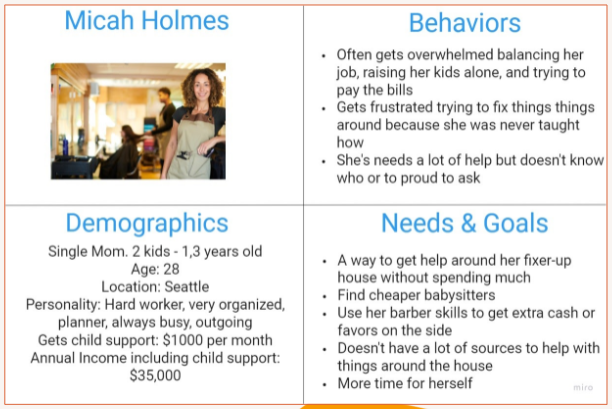 Micah Holmes
Behaviors
• Often gets overwhelmed balancing her
job, raising her kids alone, and trying to
pay the bills
• Gets frustrated trying to fix things things
around because she was never taught
how
• She's needs a lot of help but doesn't know
who or to proud to ask
Demographics
Single Mom. 2 kids - 1,3 years old
Age: 28
Location: Seattle
Personality: Hard worker, very organized,
planner, always busy, outgoing
Gets child support: $1000 per month
Annual Income including child support:
$35,000
Needs & Goals
• A way to get help around her fixer-up
house without spending much
• Find cheaper babysitters
• Use her barber skills to get extra cash or
favors on the side
• Doesn't have a lot of sources to help with
things around the house
• More time for herself
miro